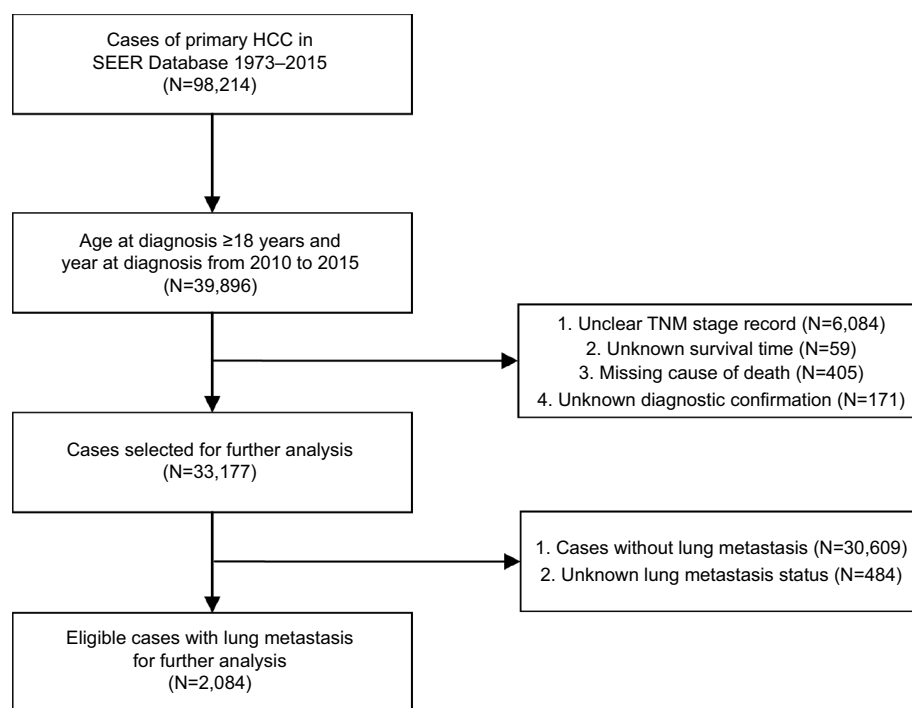 Cases of primary HCC in
SEER Database 1973–2015
(N=98,214)
Age at diagnosis ≥18 years and
year at diagnosis from 2010 to 2015
(N=39,896)
1. Unclear TNM stage record (N=6,084)
2. Unknown survival time (N=59)
3. Missing cause of death (N=405)
4. Unknown diagnostic confirmation (N=171)
Cases selected for further analysis
(N=33,177)
1. Cases without lung metastasis (N=30,609)
2. Unknown lung metastasis status (N=484)
Eligible cases with lung metastasis
for further analysis
(N=2,084)